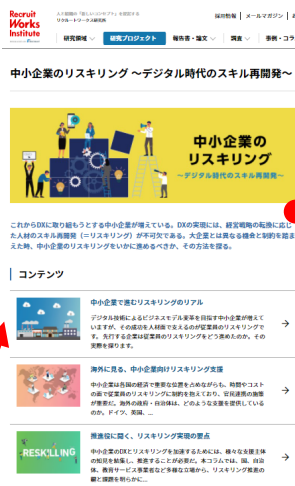 Recruit
Works
Institute
人と組織の「新しいコンセプト」を提起する
リクルートワークス研究所
採用情報
メールマガジン
研究領域
研究プロジェクト
報告書・論文
調査
事例・コラ
中小企業のリスキリング ～デジタル時代のスキル再開発～
中小企業の
リスキリング
～デジタル時代のスキル再開発～
これからDXに取り組もうとする中小企業が増えている。DXの実現には、経営戦略の転換に応じ
た人材のスキル再開発（＝リスキリング）が不可欠である。大企業とは異なる機会と制約を踏ま
えた時、中小企業のリスキリングをいかに進めるべきか、その方法を探る。
コンテンツ
中小企業で進むリスキリングのリアル
デジタル技術によるビジネスモデル変革を目指す中小企業が増えて
いますが、その成功を人材面で支えるのが従業員のリスキリングで
す。先行する企業は従業員のリスキリングをどう進めたのか。その
実態を探ります。
海外に見る、中小企業向けリスキリング支援
中小企業は各国の経済で重要な位置を占めながらも、時間やコスト
の面で従業員のリスキリングに制約を抱えており、官民連携の施策
が重要だ。海外の政府・自治体は、どのような支援を提供している
のか。ドイツ、英国、...
RESKILLING
推進役に聞く、リスキリング実現の要点
中小企業のDXとリスキリングを加速するためには、様々な支援主体
の知見を結集し、推進することが必要だ。本コラムでは、国、自治
体、教育サービス事業者など多様な立場から、リスキリング推進の
鍵と課題を明らかに...